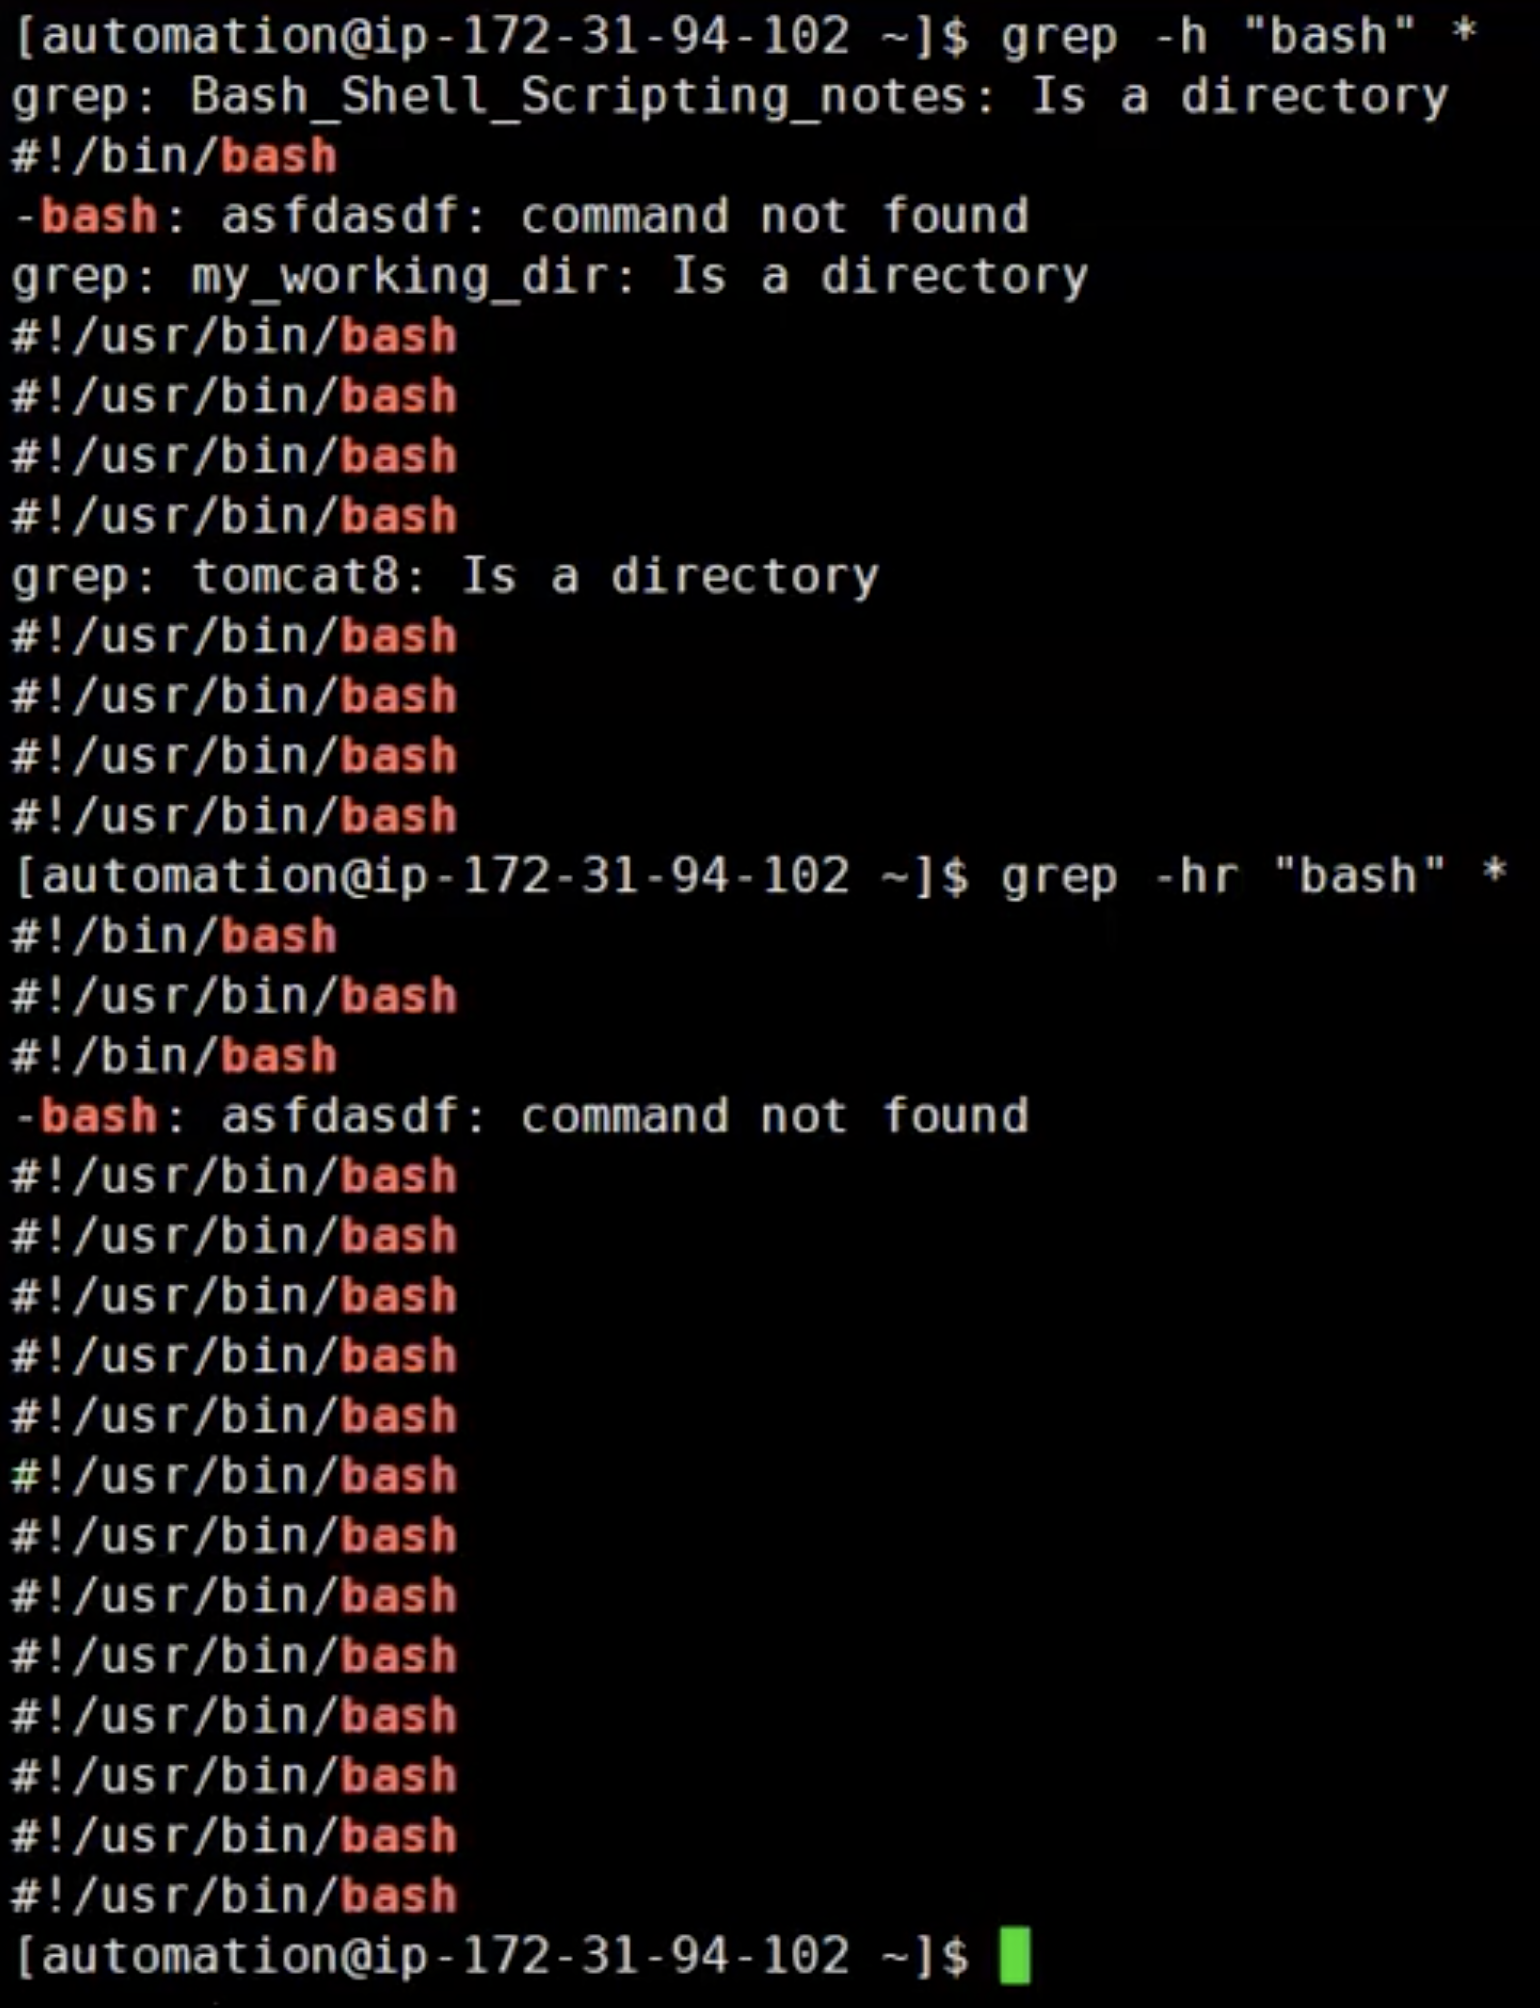 [automation@ip-172-31-94-102 ~]$ grep -h "bash" *
grep: Bash_Shell_Scripting_notes: Is a directory
#!/bin/bash
-bash: asfdasdf: command not found
grep: my_working_dir: Is a directory
#!/usr/bin/bash
#!/usr/bin/bash
#!/usr/bin/bash
#!/usr/bin/bash
grep: tomcat8: Is a directory
#!/usr/bin/bash
#!/usr/bin/bash
#!/usr/bin/bash
#!/usr/bin/bash
[automation@ip-172-31-94-102 ~]$ grep -hr "bash" *
#!/bin/bash
#!/usr/bin/bash
#!/bin/bash
-bash: asfdasdf: command not found
#!/usr/bin/bash
#!/usr/bin/bash
#!/usr/bin/bash
#!/usr/bin/bash
#!/usr/bin/bash
#!/usr/bin/bash
#!/usr/bin/bash
#!/usr/bin/bash
#!/usr/bin/bash
#!/usr/bin/bash
#!/usr/bin/bash
#!/usr/bin/bash
#!/usr/bin/bash
[automation@ip-172-31-94-102 ~]$